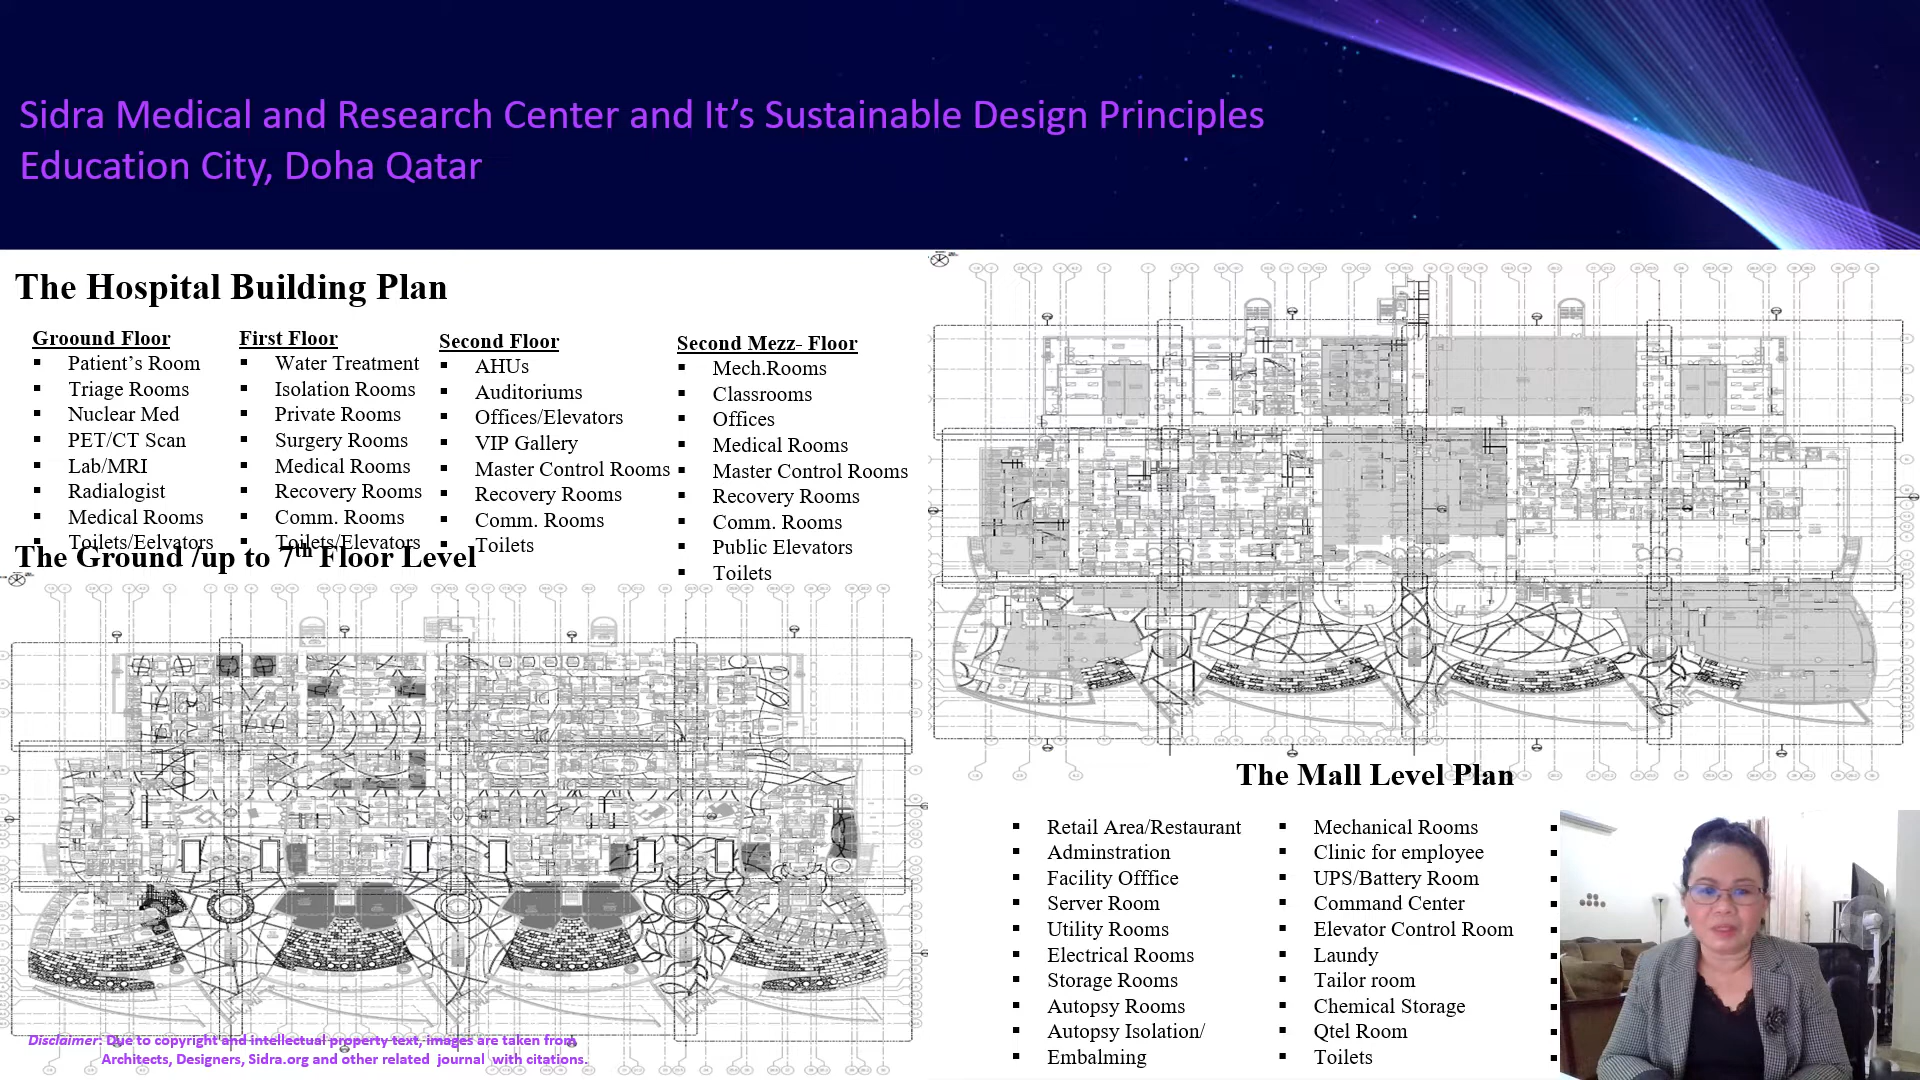 Sidra Medical and Research Center and It’s Sustainable Design Principles
Education City, Doha Qatar
The Hospital Building Plan
Groound Floor
Patient’s Room
Triage Rooms
Nuclear Med
PET/CT Scan
Lab/MRI
Radialogist
Medical Rooms
Toilets/Eelvators
First Floor
Water Treatment
Isolation Rooms
Private Rooms
Surgery Rooms
Medical Rooms
Recovery Rooms
Comm. Rooms
Toilets/Elevators
Second Floor
AHUs
Auditoriums
Offices/Elevators
VIP Gallery
Master Control Rooms
Recovery Rooms
Comm. Rooms
Toilets
Second Mezz- Floor
Mech.Rooms
Classrooms
Offices
Medical Rooms
Master Control Rooms
Recovery Rooms
Comm. Rooms
Public Elevators
Toilets
The Ground /up to 7th Floor Level
The Mall Level Plan
Retail Area/Restaurant
Adminstration
Facility Offfice
Server Room
Utility Rooms
Electrical Rooms
Storage Rooms
Autopsy Rooms
Autopsy Isolation/
Embalming
Mechanical Rooms
Clinic for employee
UPS/Battery Room
Command Center
Elevator Control Room
Laundy
Tailor room
Chemical Storage
Qtel Room
Toilets
Disclaimer: Due to copyright and intellectual property text, images are taken from
Architects, Designers, Sidra.org and other related journal with citations.